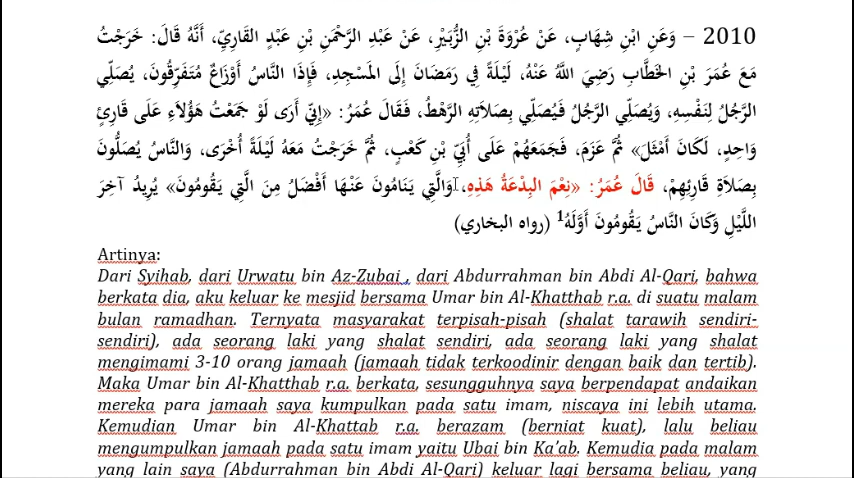 2010 – وَعَنِ ابْنِ شِهَابٍ، عَنْ عُرْوَةَ بْنِ الزُّبَيْرِ، عَنْ عَبْدِ الرَّحْمَنِ بْنِ عَبْدٍ القَارِيِّ، أَنَّهُ قَالَ: خَرَجْتُ
مَعَ عُمَرَ بْنِ الخَطَّابِ رَضِيَ اللَّهُ عَنْهُ، لَيْلَةً فِي رَمَضَانَ إِلَى المَسْجِدِ، فَإِذَا النَّاسُ أَوْزَاعٌ مُتَفَرِّقُونَ، يُصَلِّي
الرَّجُلُ لِنَفْسِهِ، وَيُصَلِّي الرَّجُلُ فَيُصَلِّي بِصَلاَتِهِ الرَّهْطُ، فَقَالَ عُمَرُ: «إِنِّي أَرَى لَوْ جَمَعْتُ هَؤُلاَءِ عَلَى قَارِئٍ
وَاحِدٍ، لَكَانَ أَمْثَلَ» ثُمَّ عَزَمَ، فَجَمَعَهُمْ عَلَى أُبَيِّ بْنِ كَعْبٍ، ثُمَّ خَرَجْتُ مَعَهُ لَيْلَةً أُخْرَى، وَالنَّاسُ يُصَلُّونَ
بِصَلاَةِ قَارِئِهِمْ، قَالَ عُمَرُ: «نِعْمَ البِدْعَةُ هَذِهِ، وَالَّتِي يَنَامُونَ عَنْهَا أَفْضَلُ مِنَ الَّتِي يَقُومُونَ» يُرِيدُ آخِرَ
اللَّيْلِ وَكَانَ النَّاسُ يَقُومُونَ أَوَّلَهُ1 (رواه البخاري)
Artinya:
Dari Syihab, dari Urwatu bin Az-Zubai , dari Abdurrahman bin Abdi Al-Qari, bahwa
berkata dia, aku keluar ke mesjid bersama Umar bin Al-Khatthab r.a. di suatu malam
bulan ramadhan. Ternyata masyarakat terpisah-pisah (shalat tarawih sendiri-
sendiri), ada seorang laki yang shalat sendiri, ada seorang laki yang shalat
mengimami 3-10 orang jamaah (jamaah tidak terkoodinir dengan baik dan tertib).
Maka Umar bin Al-Khatthab r.a. berkata, sesungguhnya saya berpendapat andaikan
mereka para jamaah saya kumpulkan pada satu imam, niscaya ini lebih utama.
Kemudian Umar bin Al-Khattab r.a. berazam (berniat kuat), lalu beliau
mengumpulkan jamaah pada satu imam yaitu Ubai bin Ka'ab. Kemudia pada malam
yang lain saya (Abdurrahman bin Abdi Al-Qari) keluar lagi bersama beliau, yang